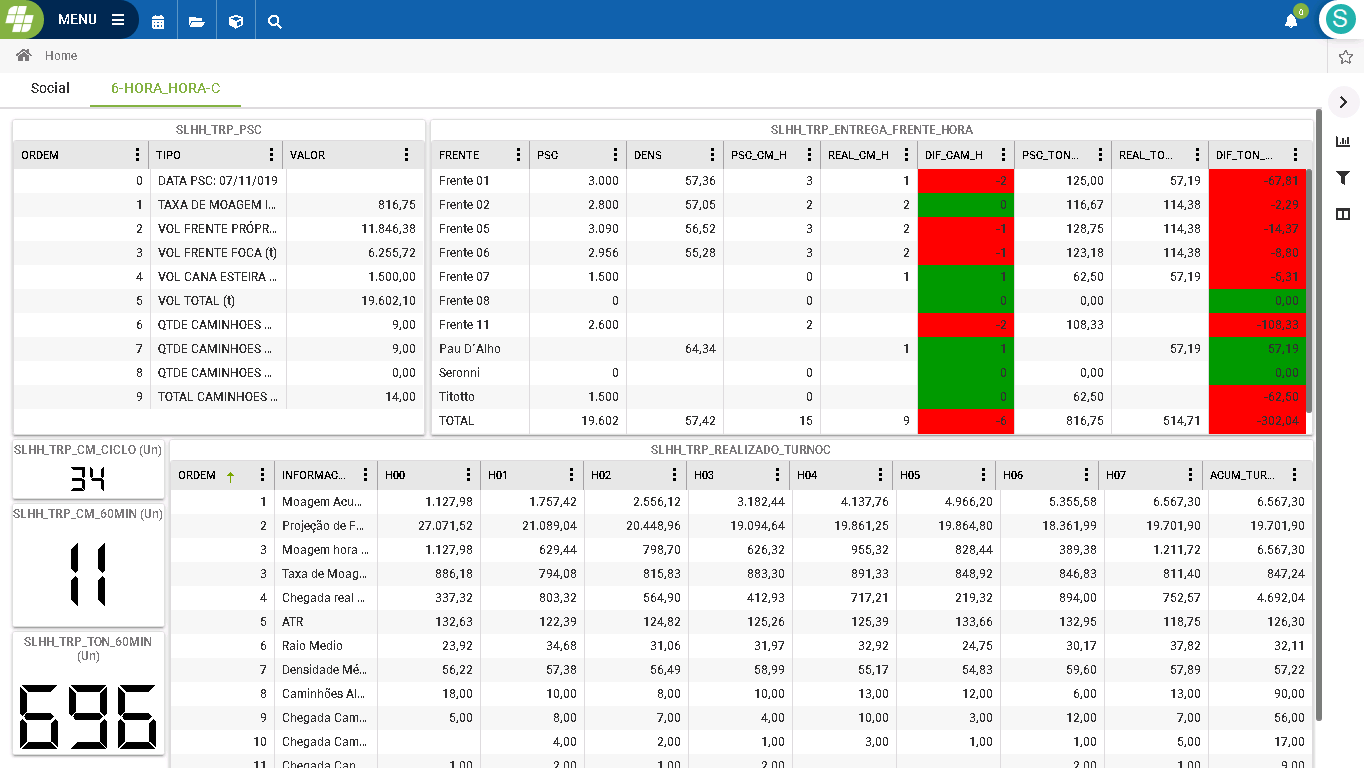 MENU
0
S
Home
Social 6-HORA_HORA-C
SLHH_TRP_PSC
ORDEM TIPO VALOR
0 DATA PSC: 07/11/019
1 TAXA DE MOAGEM I... 816,75
2 VOL FRENTE PRÓPR... 11.846,38
3 VOL FRENTE FOCA (t) 6.255,72
4 VOL CANA ESTEIRA ... 1.500,00
5 VOL TOTAL (t) 19.602,10
6 QTDE CAMINHOES ... 9,00
7 QTDE CAMINHOES ... 9,00
8 QTDE CAMINHOES ... 0,00
9 TOTAL CAMINHOES ... 14,00
SLHH_TRP_ENTREGA_FRENTE_HORA
FRENTE PSC DENS PSC_CM_H REAL_CM_H DIF_CAM_H PSC_TON... REAL_TO... DIF_TON_...
Frente 01 3.000 57,36 3 1 -2 125,00 57,19 -67,81
Frente 02 2.800 57,05 2 2 0 116,67 114,38 -2,29
Frente 05 3.090 56,52 3 2 -1 128,75 114,38 -14,37
Frente 06 2.956 55,28 3 2 -1 123,18 114,38 -8,80
Frente 07 1.500 0 1 1 62,50 57,19 -5,31
Frente 08 0 0 0 0,00 0,00
Frente 11 2.600 2 -2 108,33 -108,33
Pau D´Alho 64,34 1 1 57,19 57,19
Seronni 0 0 0,00 0,00
Titotto 1.500 0 0 62,50 -62,50
TOTAL 19.602 57,42 15 9 -6 816,75 514,71 -302,04
SLHH_TRP_CM_CICLO (Un)
34
SLHH_TRP_CM_60MIN (Un)
11
SLHH_TRP_TON_60MIN
(Un)
696
SLHH_TRP_REALIZADO_TURNOC
ORDEM INFORMAC... H00 H01 H02 H03 H04 H05 H06 H07 ACUM_TUR...
1 Moagem Acu... 1.127,98 1.757,42 2.556,12 3.182,44 4.137,76 4.966,20 5.355,58 6.567,30 6.567,30
2 Projeção de F... 27.071,52 21.089,04 20.448,96 19.094,64 19.861,25 19.864,80 18.361,99 19.701,90 19.701,90
3 Moagem hora ... 1.127,98 629,44 798,70 626,32 955,32 828,44 389,38 1.211,72 6.567,30
3 Taxa de Moag... 886,18 794,08 815,83 883,30 891,33 848,92 846,83 811,40 847,24
4 Chegada real ... 337,32 803,32 564,90 412,93 717,21 219,32 894,00 752,57 4.692,04
5 ATR 132,63 122,39 124,82 125,26 125,39 133,66 132,95 118,75 126,30
6 Raio Medio 23,92 34,68 31,06 31,97 32,92 24,75 30,17 37,82 32,11
7 Densidade Mé... 56,22 57,38 56,49 58,99 55,17 54,83 59,60 57,89 57,22
8 Caminhões Al... 18,00 10,00 8,00 10,00 13,00 12,00 6,00 13,00 90,00
9 Chegada Cam... 5,00 8,00 7,00 4,00 10,00 3,00 12,00 7,00 56,00
10 Chegada Cam... 4,00 2,00 1,00 3,00 1,00 1,00 5,00 17,00
11 Chegada Can... 1,00 2,00 1,00 2,00 2,00 1,00 9,00